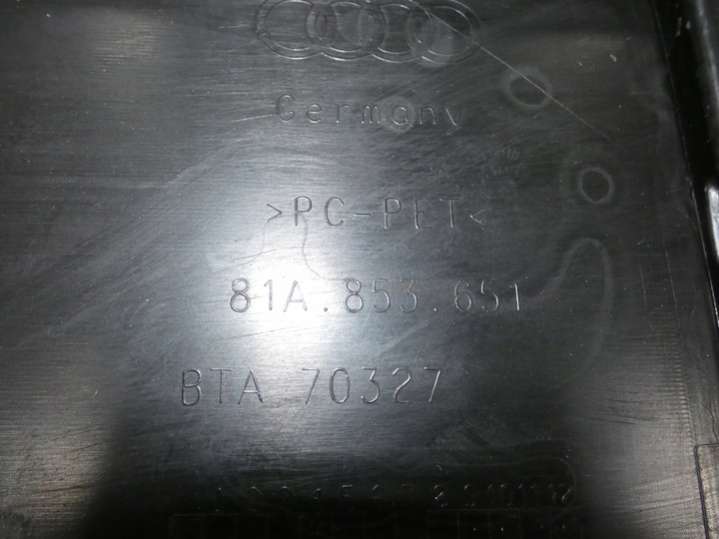 Germany
>PC-PET<
81A.853.651
BTA 70327